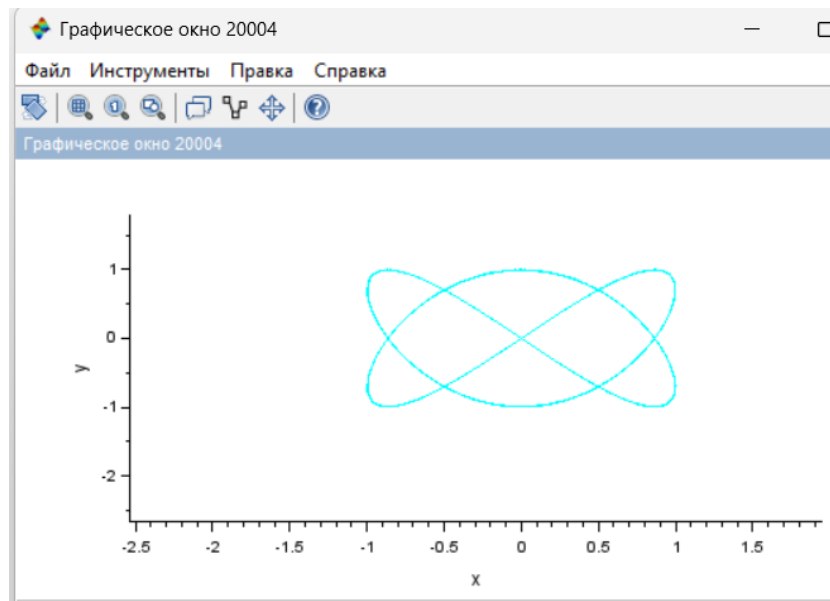 Графическое окно 20004
Файл Инструменты Правка Справка
Графическое окно 20004
1
0
-1
-2
y
-2.5 -2 -1.5 -1 -0.5 0 0.5 1 1.5
x